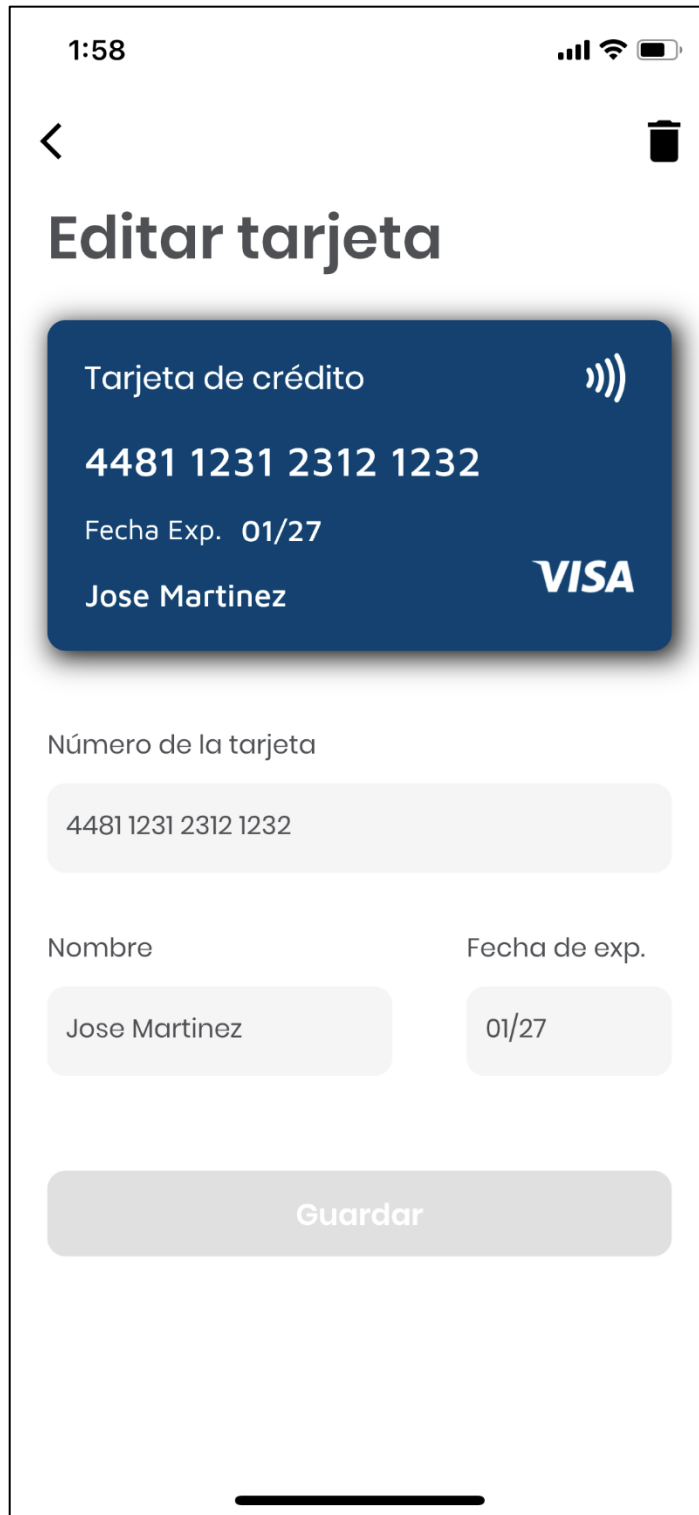 1:58
Editar tarjeta
Tarjeta de crédito
4481 1231 2312 1232
Fecha Exp. 01/27
Jose Martinez
VISA
Número de la tarjeta
4481 1231 2312 1232
Nombre
Fecha de exp.
Jose Martinez
01/27
Guardar